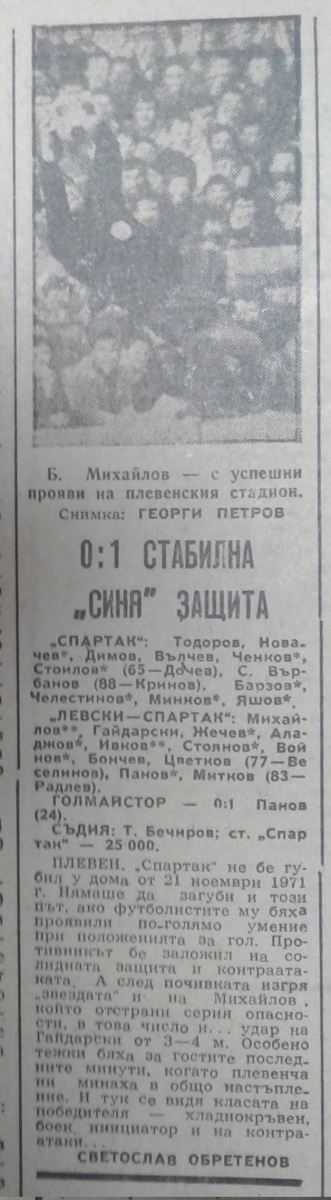 Б. Михайлов — с успешни
прояви на плевенския стадион.
Снимка: ГЕОРГИ ПЕТРОВ
0:1 СТАБИЛНА
„СИНЯ" ЗАЩИТА
„СПАРТАК": Тодоров, Нова-
чев*, Димов, Вълчев, Ченков*,
Стоилов* (65—Дочев), С. Вър-
банов (88—Кринов), Барзов*,
Челестинов*, Минков*, Яшов*.
„ЛЕВСКИ—СПАРТАК": Михай-
лов**, Гайдарски, Жечев*, Ала-
джов*, Ивков**, Стоянов*, Вой
нов*, Бончев, Цветков (77—Ве
селинов), Панов*, Митков (83—
Радлев).
ГОЛМАЙСТОР — 0:1 Панов
(24).
СЪДИЯ: Т. Бечиров; ст. „Спар
так" — 25 000.
ПЛЕВЕН. „Спартак" не бе гу-
бил у дома от 21 ноември 1971
г. Нямаше да загуби и този
път, ако футболистите му бяха
проявили по-голямо умение
при положенията за гол. Про-
тивникът бе заложил на со-
лидната защита и контраата-
ката. А след почивката изгря
„звездата" и на Михайлов,
който отстрани серия опасно-
сти, в това число и... удар на
Гайдарски от 3—4 м. Особено
тежки бяха за гостите послед-
ните минути, когато плевенча
ни минаха в общо настъпле-
ние. И тук се видя класата на
победителя — хладнокръвен,
боек, инициатор и на контра-
атаки...
СВЕТОСЛАВ ОБРЕТЕНОВ